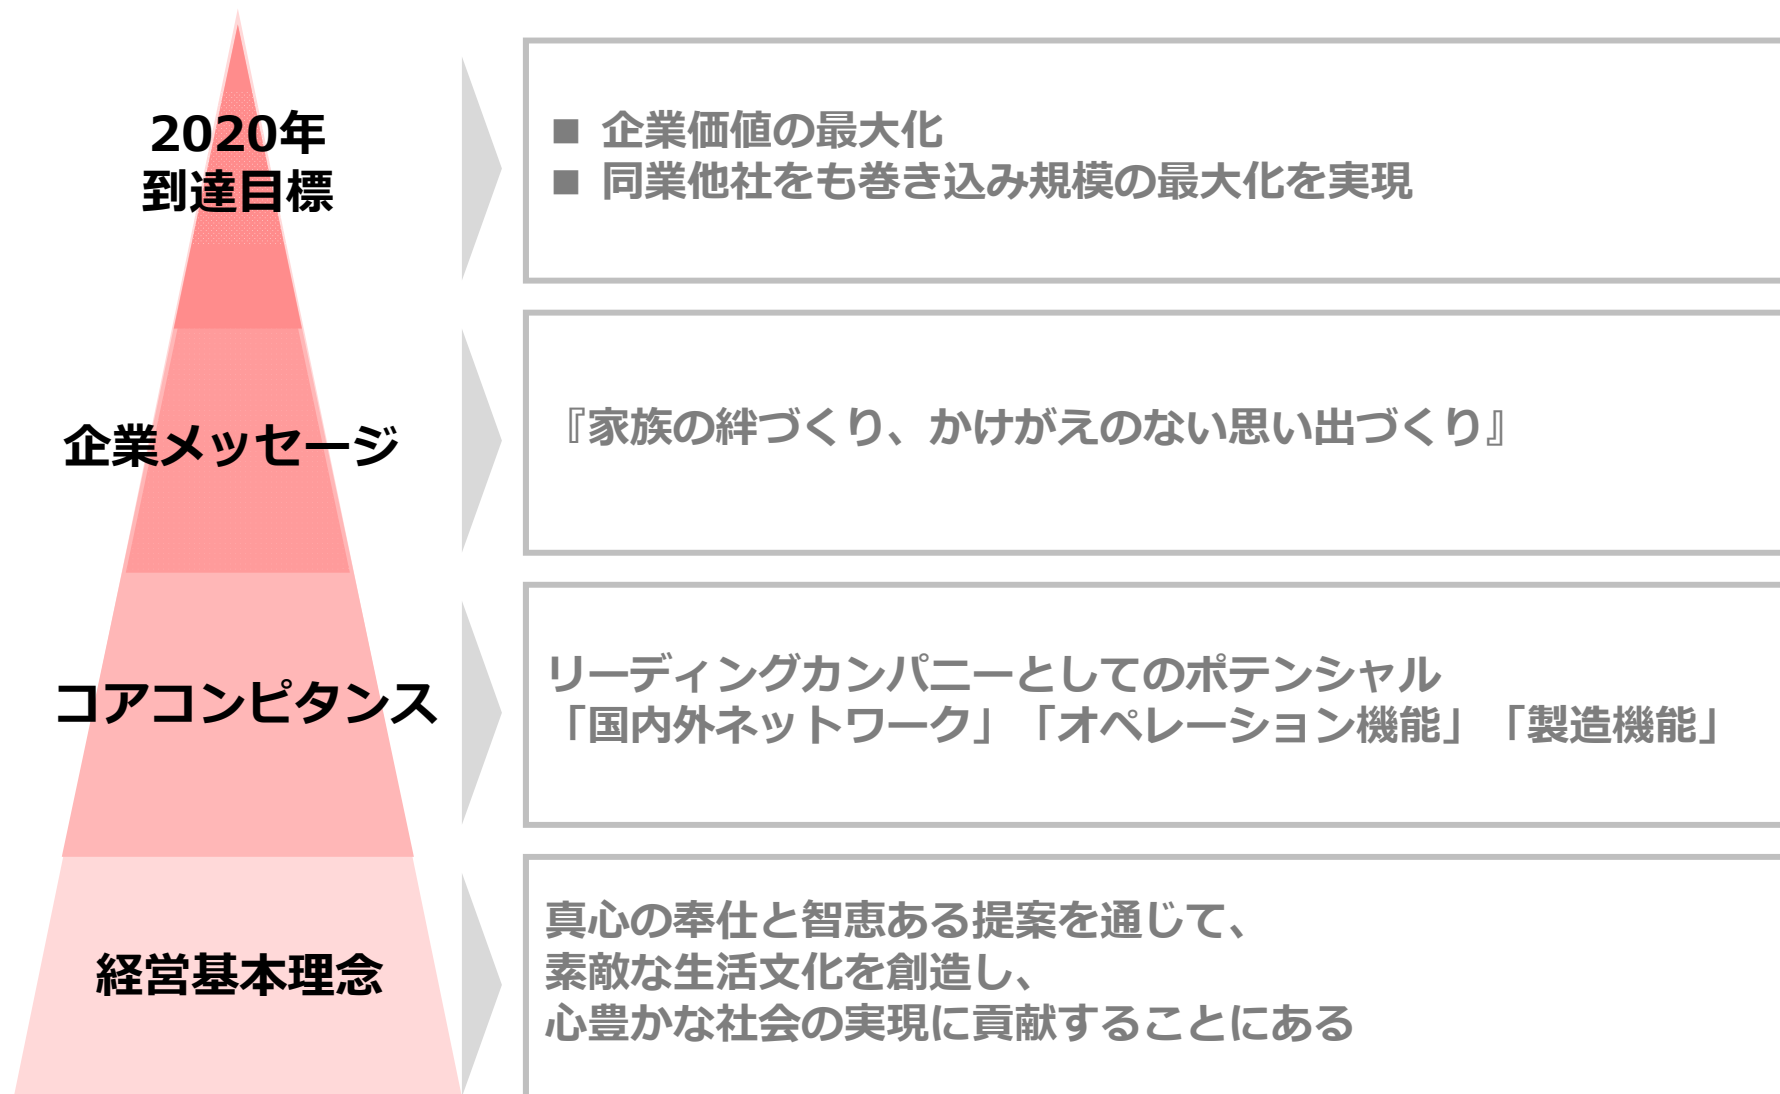 2020年
到達目標
■ 企業価値の最大化
■ 同業他社をも巻き込み規模の最大化を実現
企業メッセージ
『家族の絆づくり、かけがえのない思い出づくり』
コアコンピタンス
リーディングカンパニーとしてのポテンシャル
「国内外ネットワーク」「オペレーション機能」「製造機能」
経営基本理念
真心の奉仕と智恵ある提案を通じて、
素敵な生活文化を創造し、
心豊かな社会の実現に貢献することにある